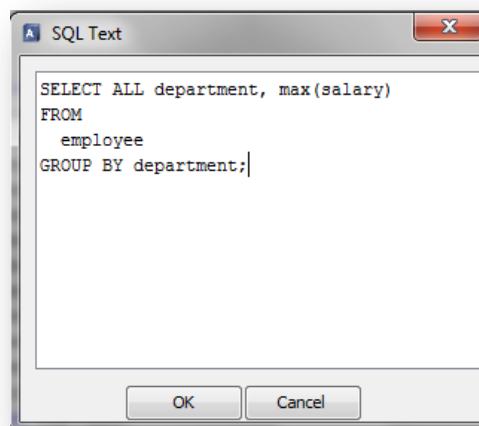 SQL Text
SELECT ALL department, max(salary)
FROM
  employee
GROUP BY department;
OK
Cancel